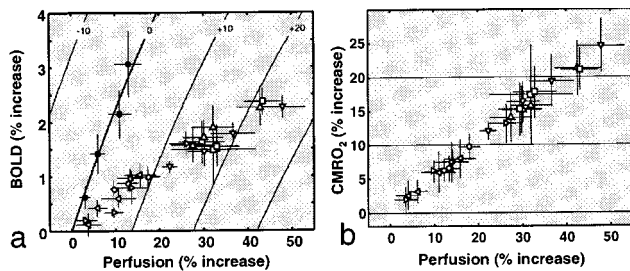 -10 0 +10 +20
4
3
2
1
0
BOLD (% increase)
0 10 20 30 40 50
Perfusion (% increase)
a
30
25
20
15
10
5
0
CMRO2 (% increase)
0 10 20 30 40 50
Perfusion (% increase)
b